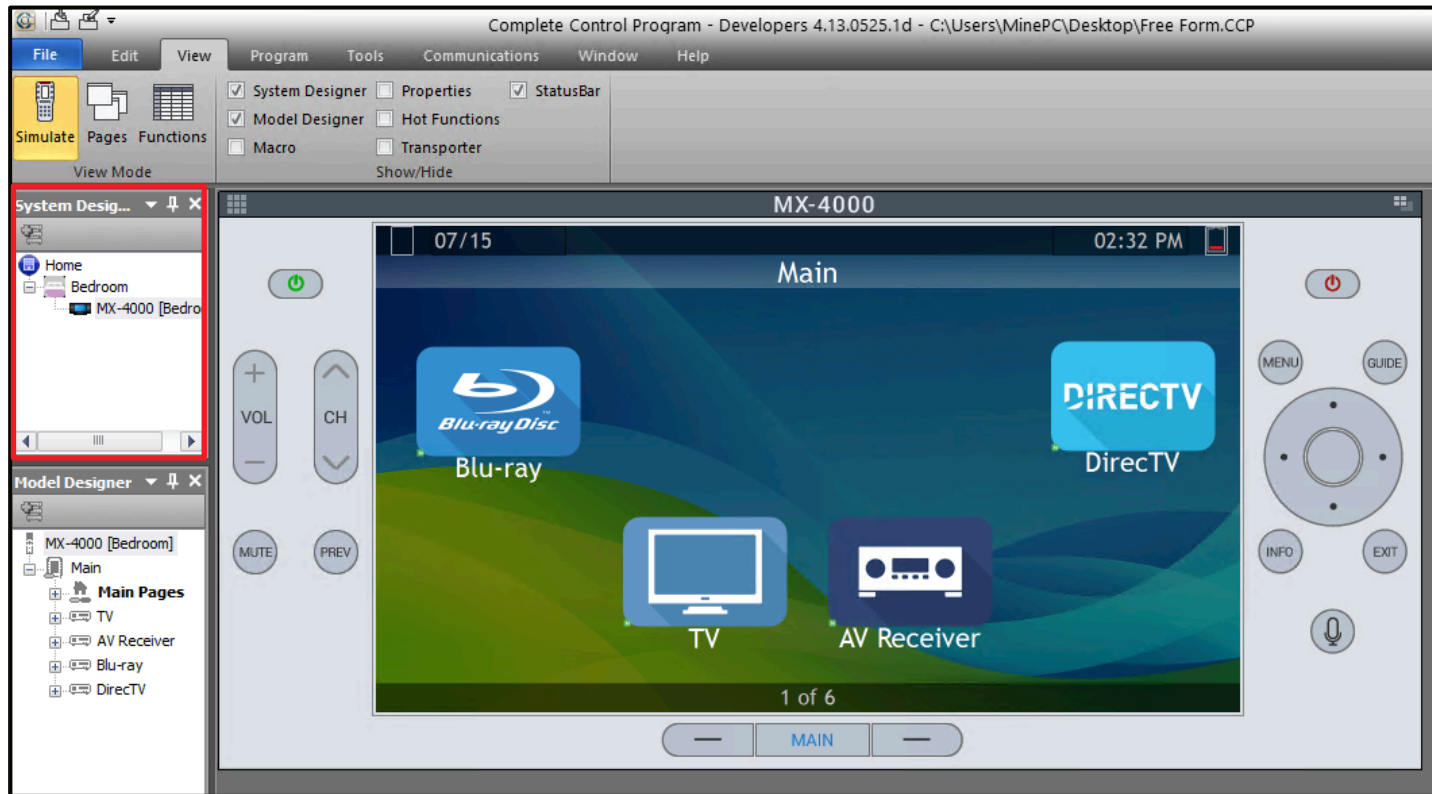 Complete Control Program - Developers 4.13.0525.1d - C:\Users\MinePC\Desktop\Free Form.CCP
File Edit View Program Tools Communications Window Help
System Designer Properties StatusBar
Model Designer Hot Functions
Simulate Pages Functions
Macro Transporter
View Mode Show/Hide
System Desig...
MX-4000
07/15 02:32 PM
Main
Home
Bedroom
MX-4000 [Bedro
VOL CH
MUTE PREV
Blu-ray Disc™
Blu-ray
DIRECTV
DirecTV
TV AV Receiver
1 of 6
MAIN
MENU GUIDE
INFO EXIT
Model Designer
MX-4000 [Bedroom]
Main
Main Pages
TV
AV Receiver
Blu-ray
DirecTV